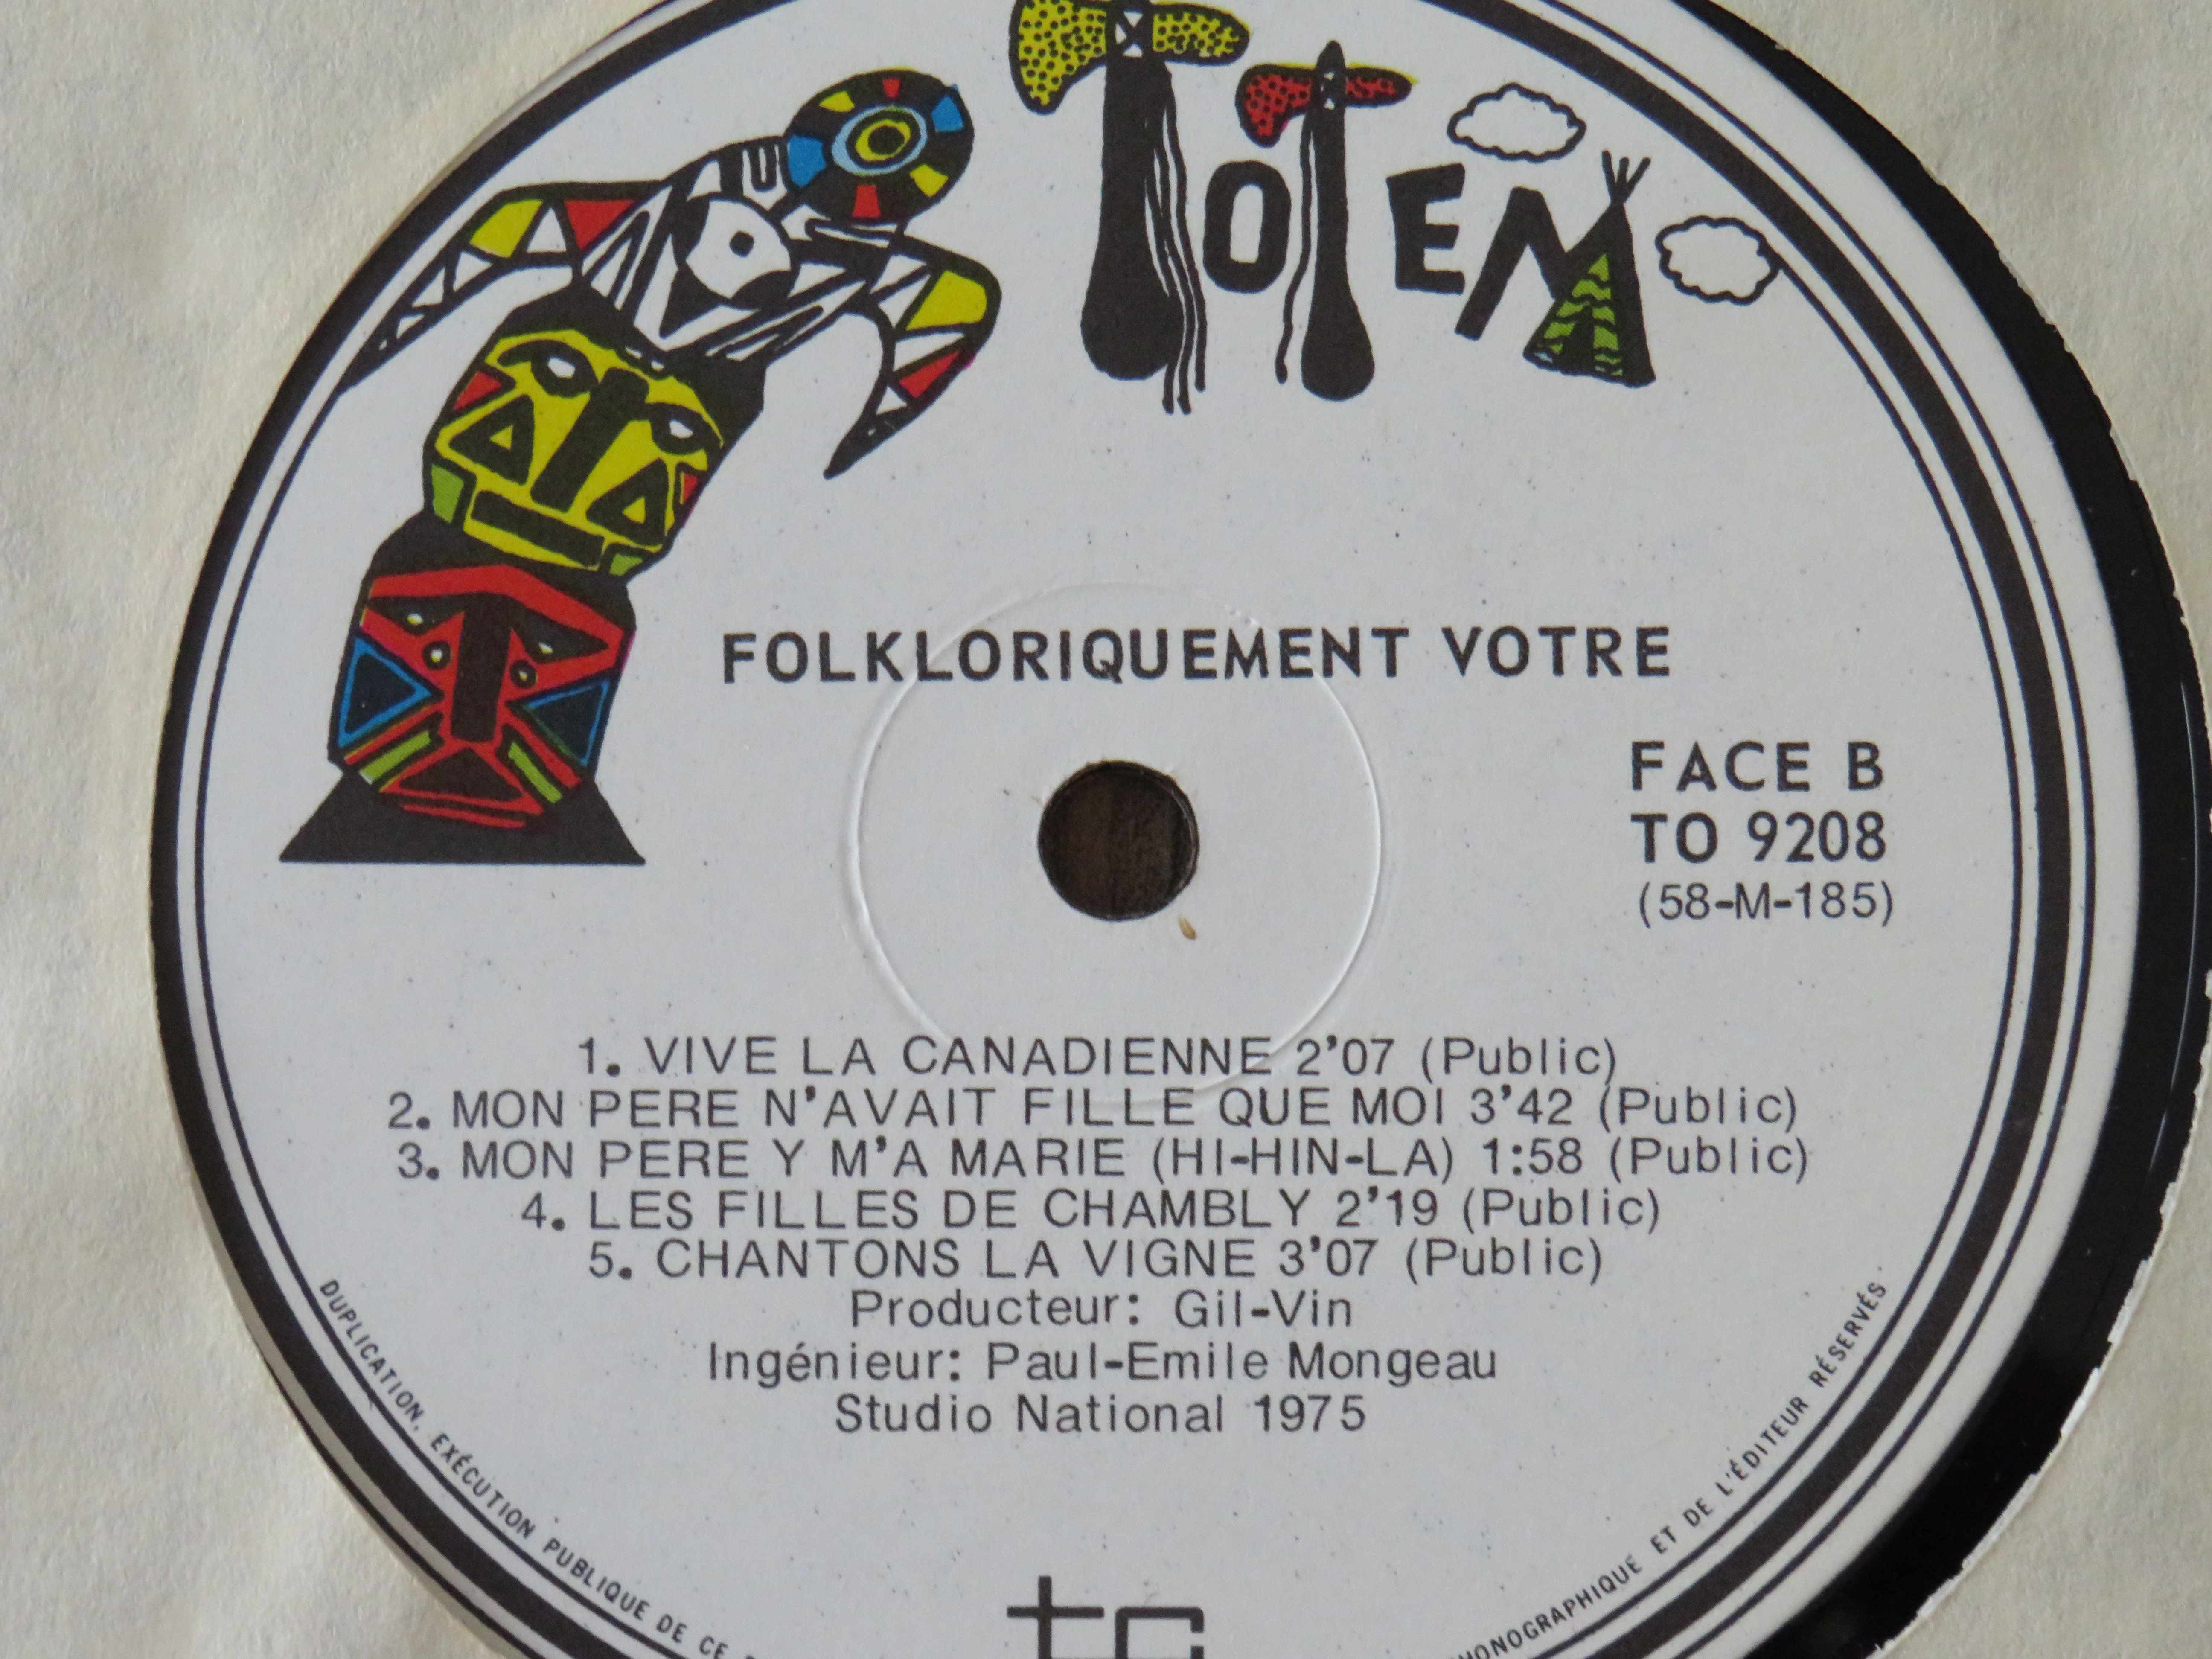 TOTEM
FOLKLORIQUEMENT VOTRE
FACE B
TO 9208
(58-M-185)
1. VIVE LA CANADIENNE 2'07 (Public)
2. MON PERE N'AVAIT FILLE QUE MOI 3'42 (Public)
3. MON PERE Y M'A MARIE (HI-HIN-LA) 1:58 (Public)
4. LES FILLES DE CHAMBLY 2'19 (Public)
5. CHANTONS LA VIGNE 3'07 (Public)
Producteur: Gil-Vin
Ingénieur: Paul-Emile Mongeau
Studio National 1975
DUPLICATION, EXÉCUTION PUBLIQUE DE CE
ET DE L'ÉDITEUR RÉSERVÉS